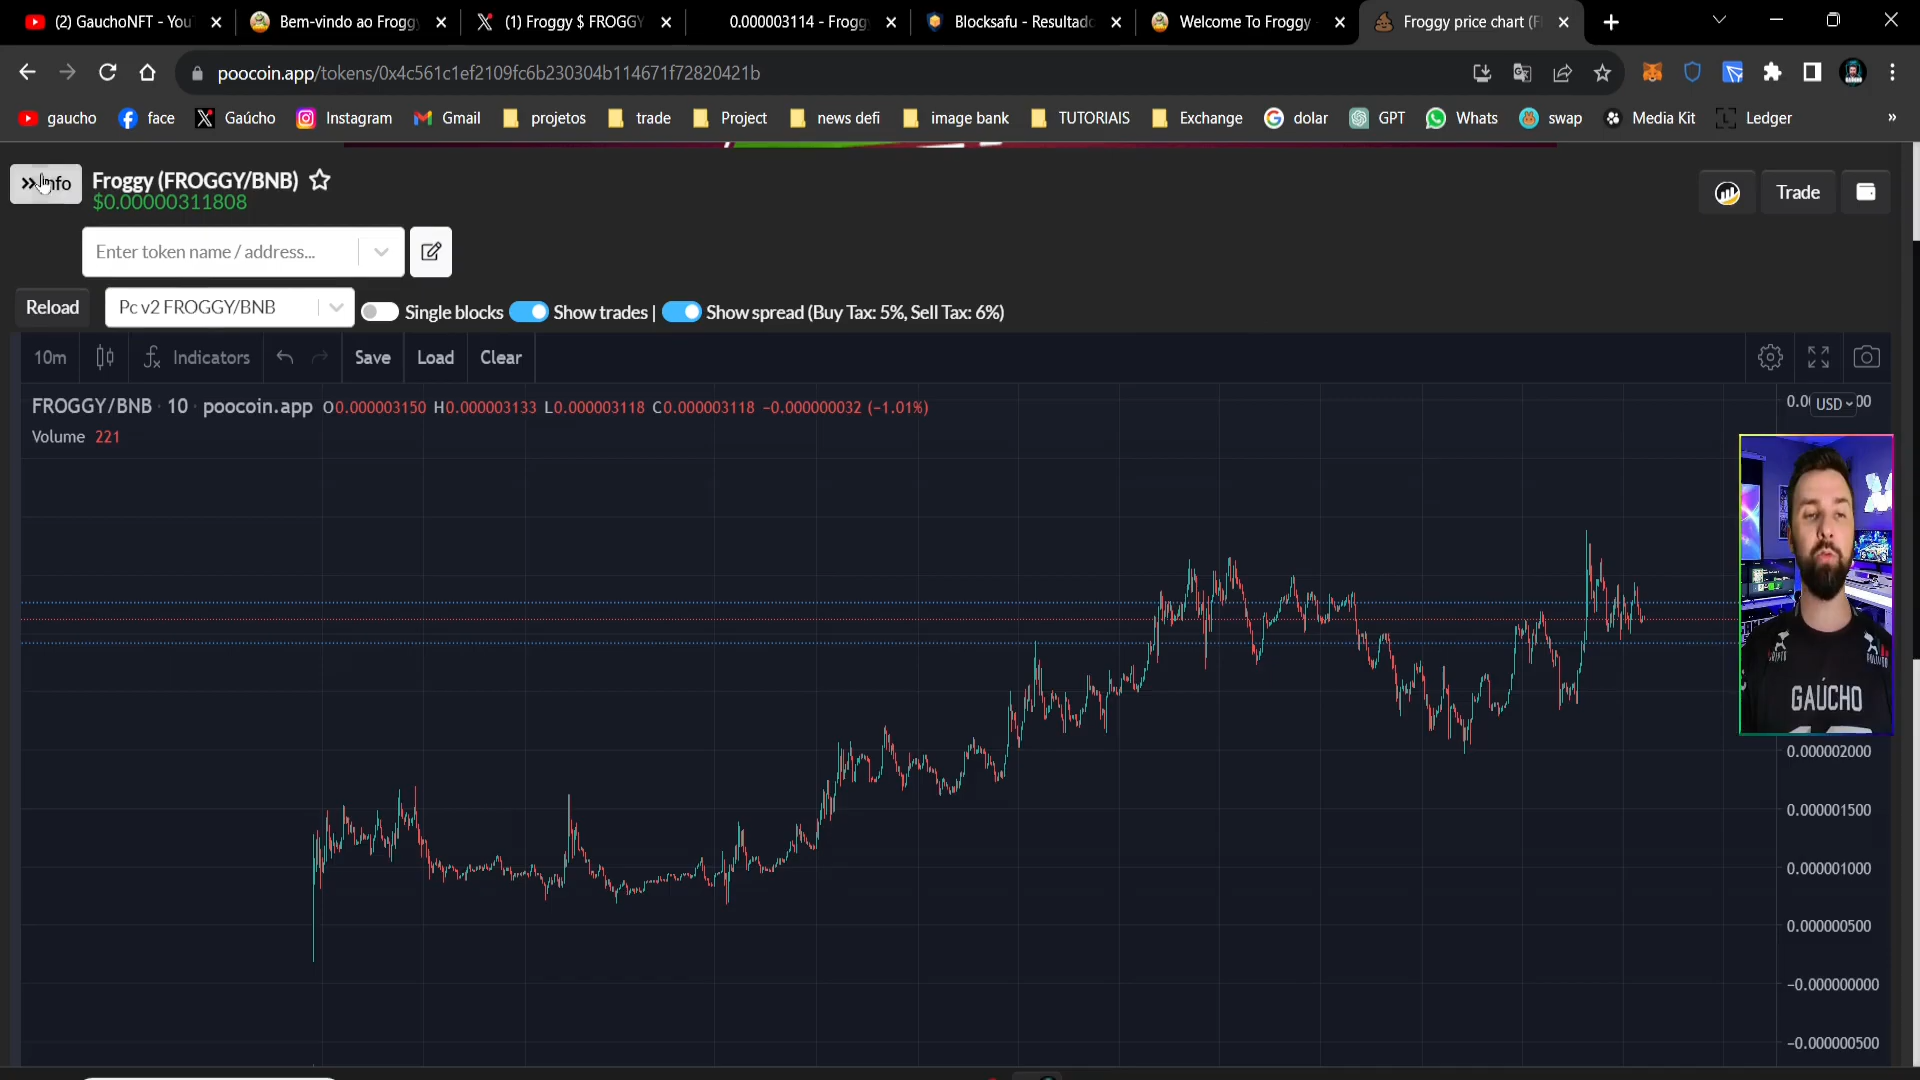 (2) GauchoNFT - You
Bem-vindo ao Froggy
(1) Froggy $ FROGGY
0.000003114 - Froggy
Blocksafu - Resultado
Welcome To Froggy
Froggy price chart (F
poocoin.app/tokens/0x4c561c1ef2109fc6b230304b114671f72820421b
gaucho
face
Gaúcho
Instagram
Gmail
projetos
trade
Project
news defi
image bank
TUTORIAIS
Exchange
dolar
GPT
Whats
swap
Media Kit
Ledger
»
Froggy (FROGGY/BNB)
$0.00000311808
Trade
Enter token name / address...
Reload
Pc v2 FROGGY/BNB
Single blocks
Show trades |
Show spread (Buy Tax: 5%, Sell Tax: 6%)
10m
Indicators
Save
Load
Clear
FROGGY/BNB · 10 · poocoin.app O0.000003150 H0.000003133 L0.000003118 C0.000003118 −0.000000032 (−1.01%)
USD
Volume 221
GAÚCHO
0.000002000
0.000001500
0.000001000
0.000000500
−0.000000000
−0.000000500